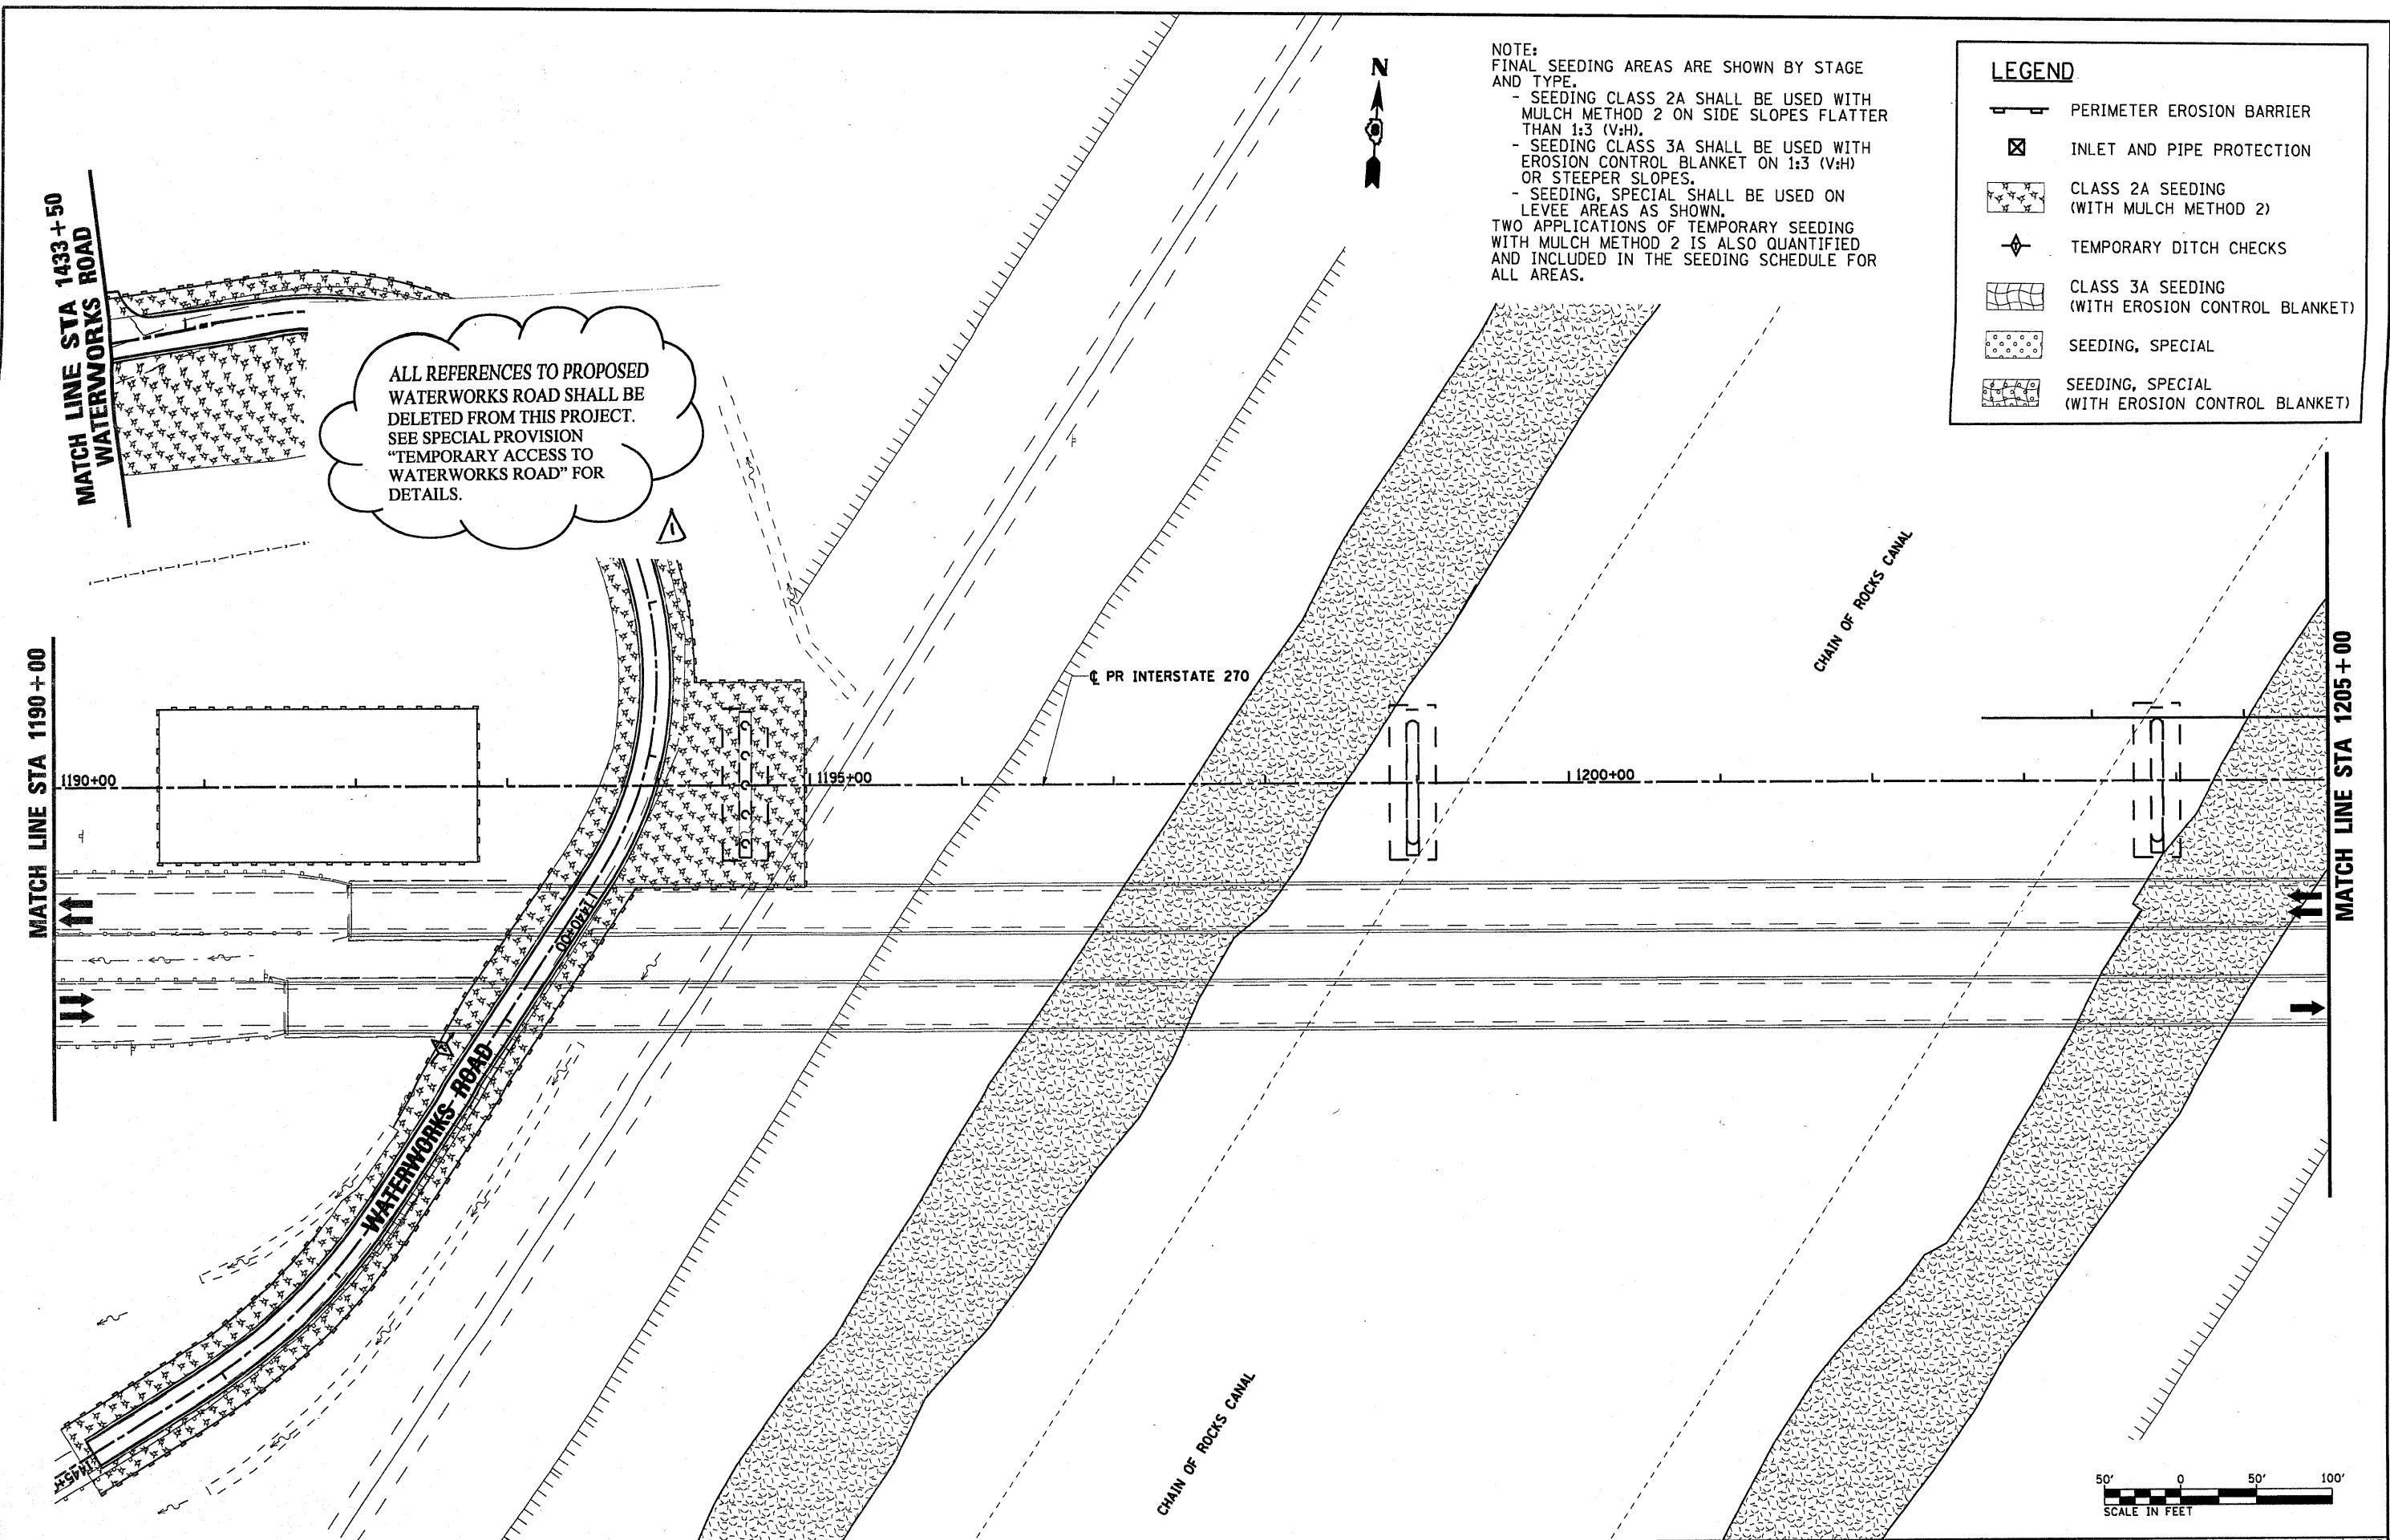 NOTE:
FINAL SEEDING AREAS ARE SHOWN BY STAGE
AND TYPE.
- SEEDING CLASS 2A SHALL BE USED WITH
MULCH METHOD 2 ON SIDE SLOPES FLATTER
THAN 1:3 (V:H).
- SEEDING CLASS 3A SHALL BE USED WITH
EROSION CONTROL BLANKET ON 1:3 (V:H)
OR STEEPER SLOPES.
- SEEDING, SPECIAL SHALL BE USED ON
LEVEE AREAS AS SHOWN.
TWO APPLICATIONS OF TEMPORARY SEEDING
WITH MULCH METHOD 2 IS ALSO QUANTIFIED
AND INCLUDED IN THE SEEDING SCHEDULE FOR
ALL AREAS.
N
LEGEND
PERIMETER EROSION BARRIER
INLET AND PIPE PROTECTION
CLASS 2A SEEDING
(WITH MULCH METHOD 2)
TEMPORARY DITCH CHECKS
CLASS 3A SEEDING
(WITH EROSION CONTROL BLANKET)
SEEDING, SPECIAL
SEEDING, SPECIAL
(WITH EROSION CONTROL BLANKET)
MATCH LINE STA 1433+50
WATERWORKS ROAD
ALL REFERENCES TO PROPOSED
WATERWORKS ROAD SHALL BE
DELETED FROM THIS PROJECT.
SEE SPECIAL PROVISION
"TEMPORARY ACCESS TO
WATERWORKS ROAD" FOR
DETAILS.
1
MATCH LINE STA 1190+00
1190+00
1195+00
℄ PR INTERSTATE 270
1200+00
CHAIN OF ROCKS CANAL
MATCH LINE STA 1205+00
1440+00
WATERWORKS ROAD
CHAIN OF ROCKS CANAL
50' 0 50' 100'
SCALE IN FEET